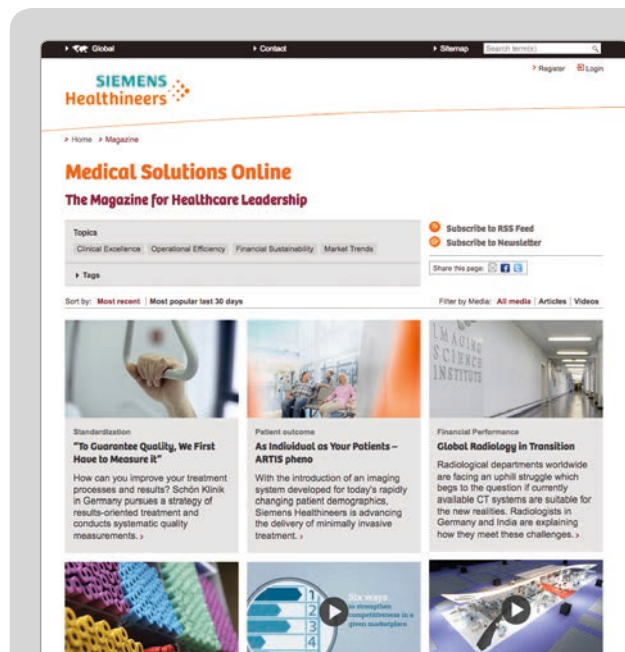 Global
Contact
Sitemap
Search term(s)
Register
Login
SIEMENS
Healthineers
Home
Magazine
Medical Solutions Online
The Magazine for Healthcare Leadership
Topics
Clinical Excellence
Operational Efficiency
Financial Sustainability
Market Trends
Tags
Subscribe to RSS Feed
Subscribe to Newsletter
Share this page:
Sort by: Most recent | Most popular last 30 days
Filter by Media: All media | Articles | Videos
IMAGING
SCIENCE
INSTITUTE
Standardization
"To Guarantee Quality, We First
Have to Measure it"
How can you improve your treatment
processes and results? Schön Klinik
in Germany pursues a strategy of
results-oriented treatment and
conducts systematic quality
measurements.
Patient outcome
As Individual as Your Patients –
ARTIS pheno
With the introduction of an imaging
system developed for today's rapidly
changing patient demographics,
Siemens Healthineers is advancing
the delivery of minimally invasive
treatment.
Financial Performance
Global Radiology in Transition
Radiological departments worldwide
are facing an uphill struggle which
begs to the question if currently
available CT systems are suitable for
the new realities. Radiologists in
Germany and India are explaining
how they meet these challenges.
1
2
3
4
Six ways
to strengthen
competitiveness in a
given marketplace